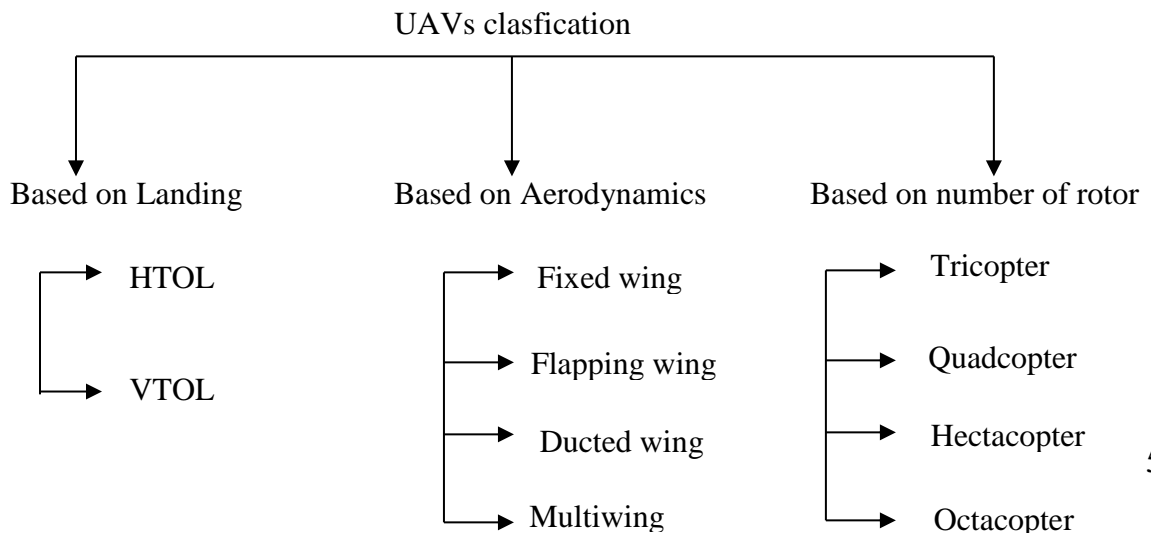 UAVs clasfication
Based on Landing
HTOL
VTOL
Based on Aerodynamics
Fixed wing
Flapping wing
Ducted wing
Multiwing
Based on number of rotor
Tricopter
Quadcopter
Hectacopter
Octacopter